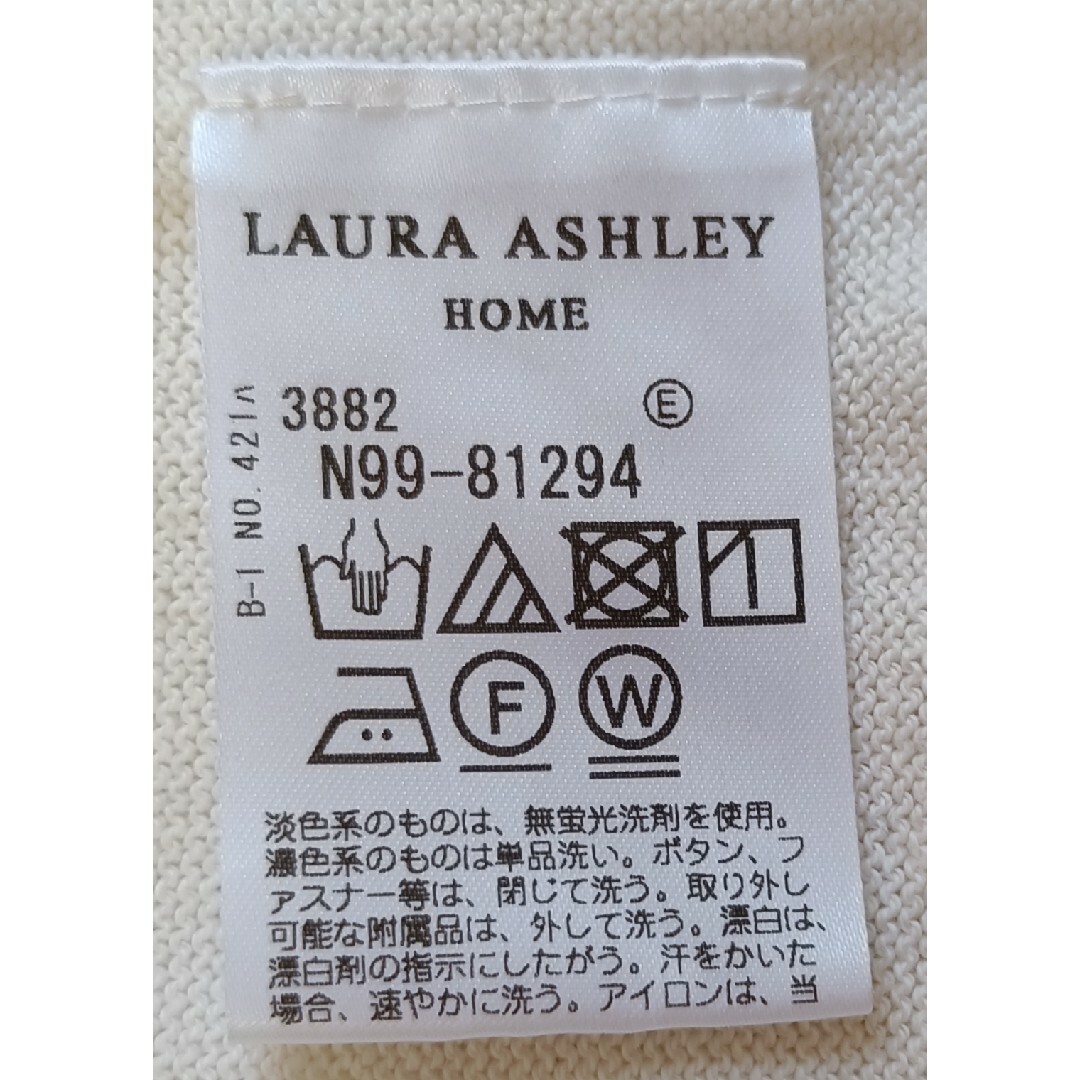 LAURA ASHLEY
HOME
3882 Ⓔ
N99-81294
B-1 NO.421ハ
F W
淡色系のものは、無蛍光洗剤を使用。
濃色系のものは単品洗い。ボタン、フ
ァスナー等は、閉じて洗う。取り外し
可能な附属品は、外して洗う。漂白は、
漂白剤の指示にしたがう。汗をかいた
場合、速やかに洗う。アイロンは、当